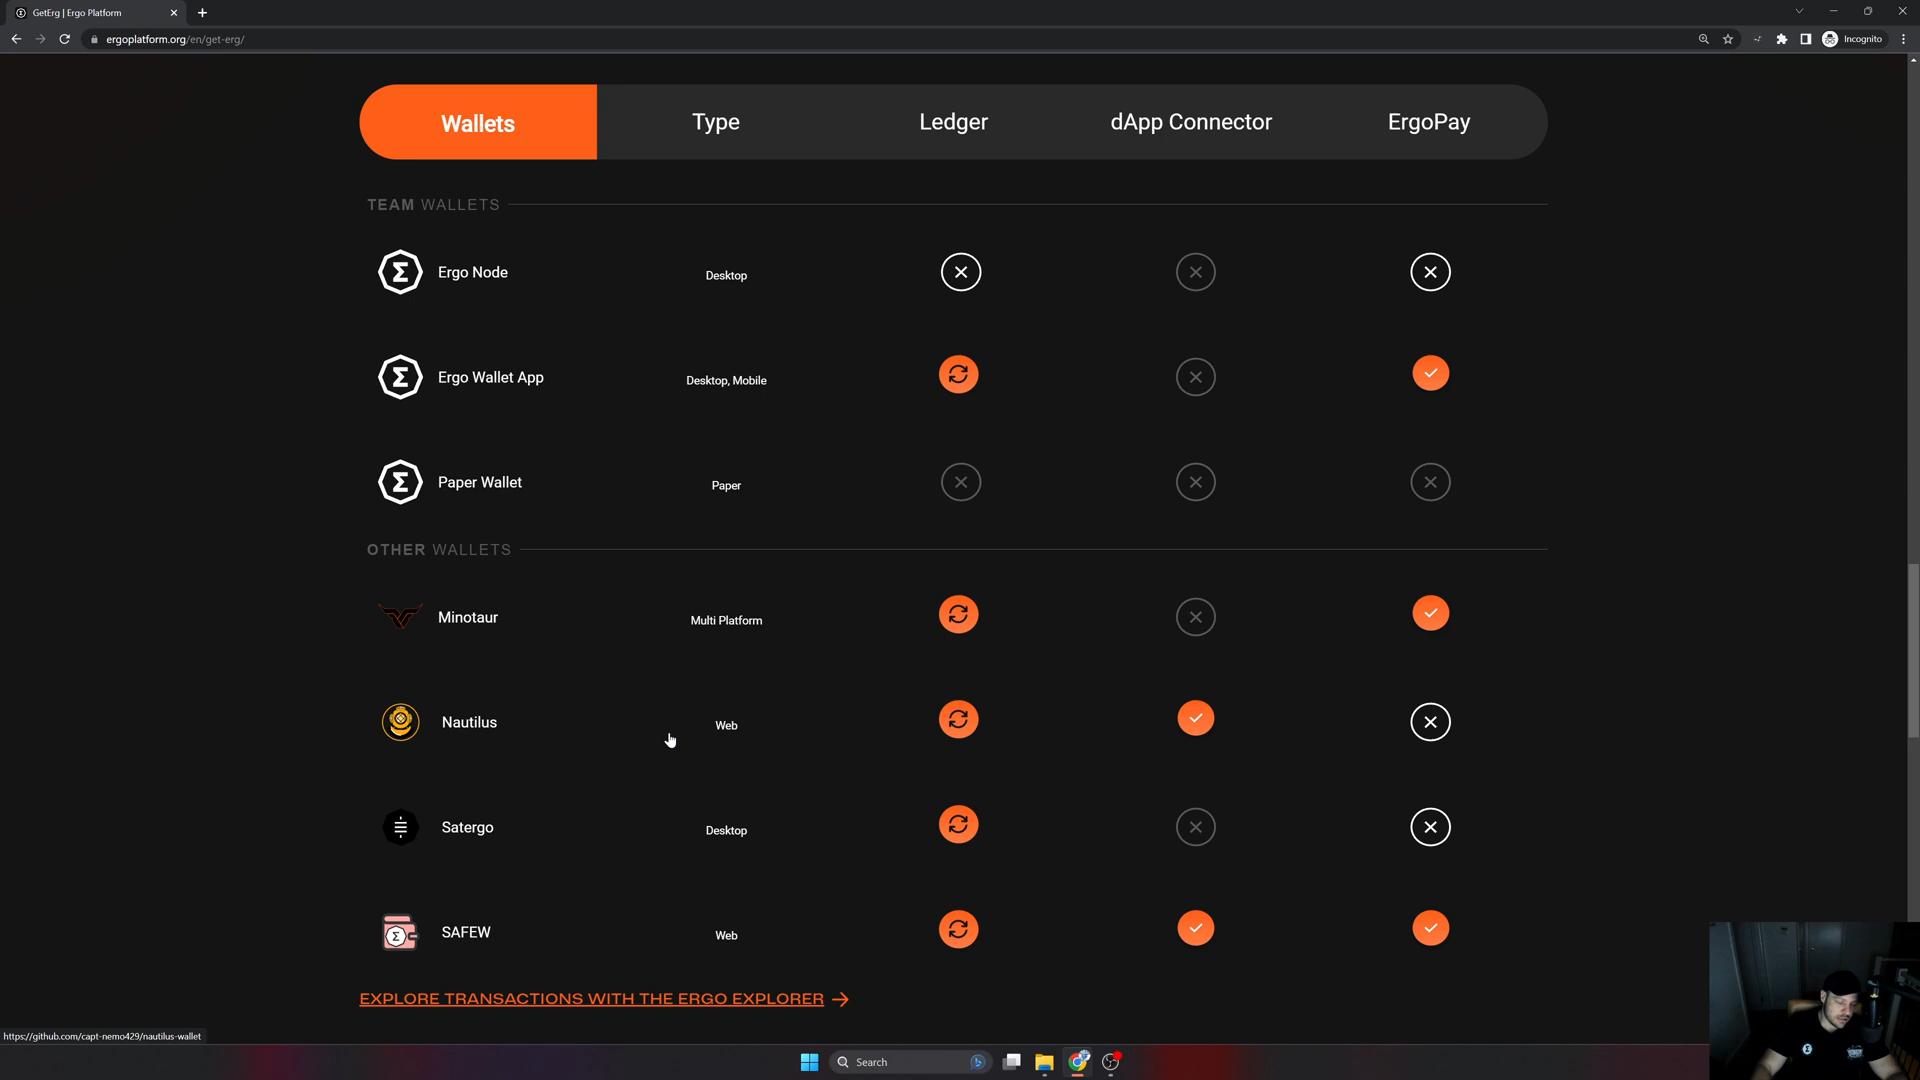 GetErg | Ergo Platform
ergoplatform.org/en/get-erg/
Incognito
Wallets
Type
Ledger
dApp Connector
ErgoPay
TEAM WALLETS
Ergo Node
Desktop
Ergo Wallet App
Desktop, Mobile
Paper Wallet
Paper
OTHER WALLETS
Minotaur
Multi Platform
Nautilus
Web
Satergo
Desktop
SAFEW
Web
EXPLORE TRANSACTIONS WITH THE ERGO EXPLORER
https://github.com/capt-nemo429/nautilus-wallet
Search